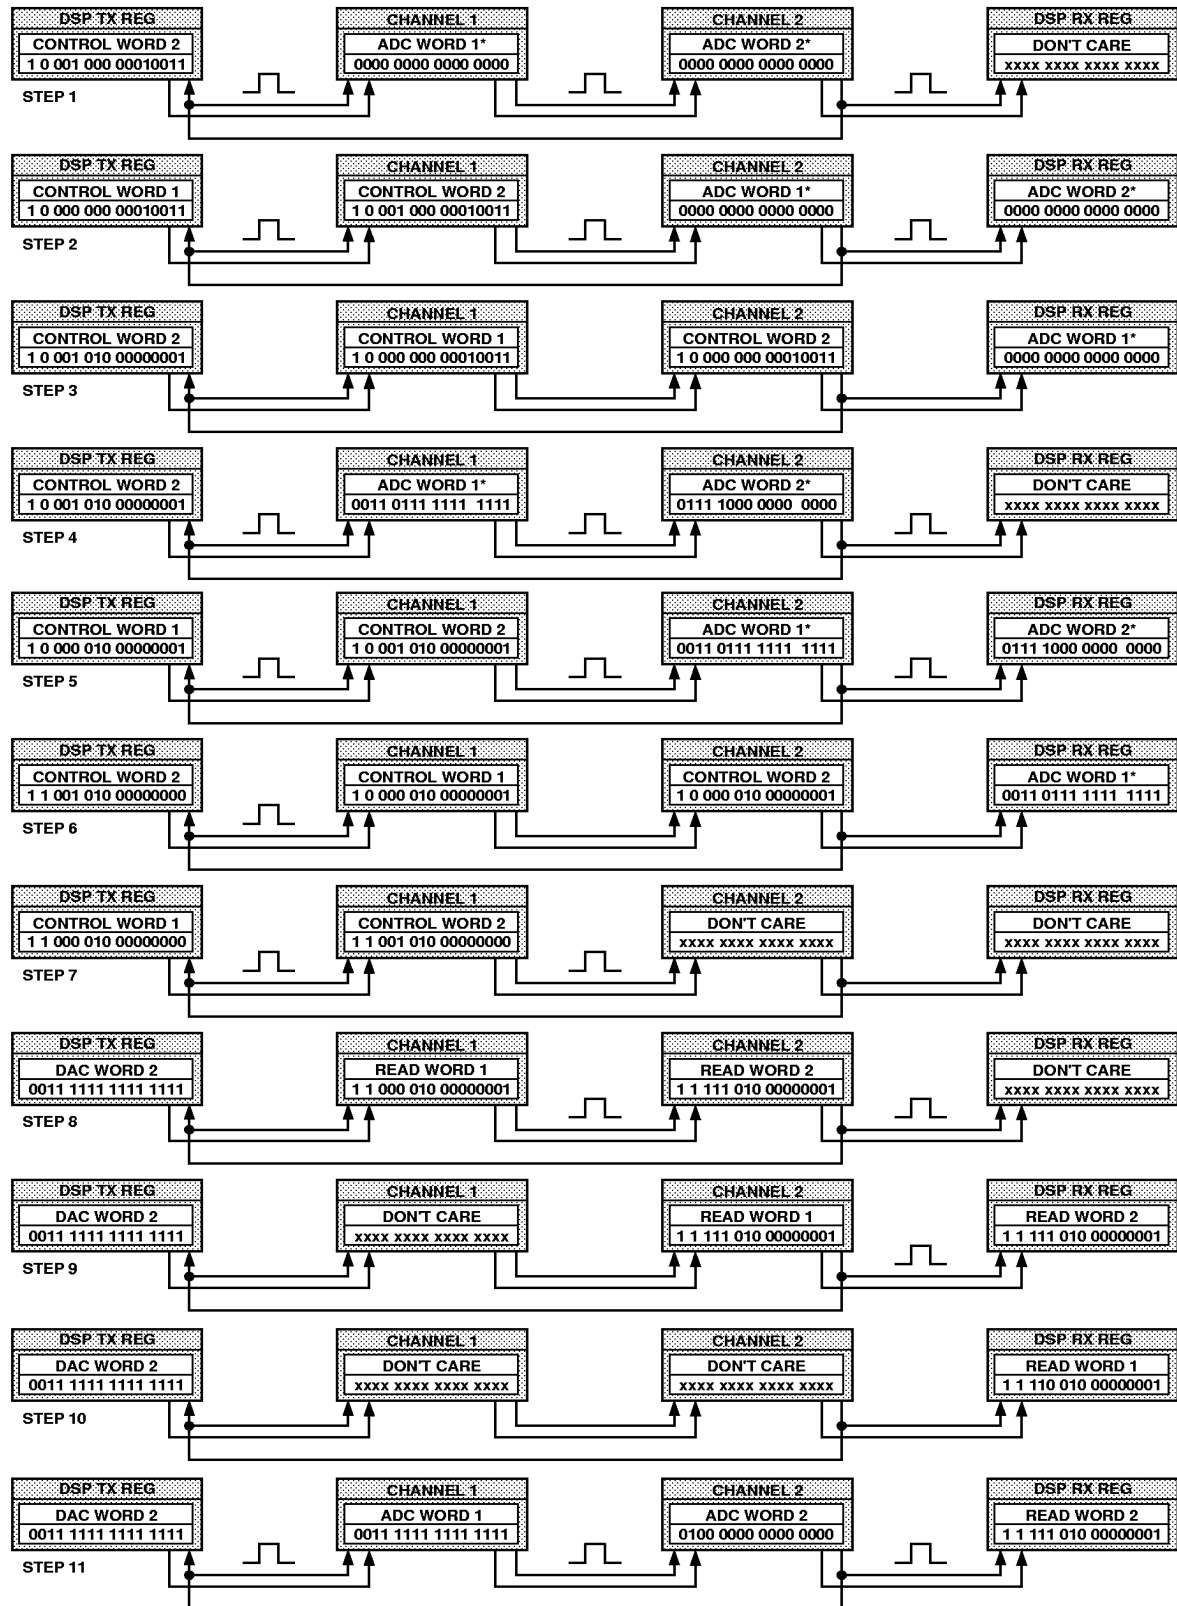 DSP TX REG CHANNEL 1 CHANNEL 2 DSP RX REG
CONTROL WORD 2 ADC WORD 1* ADC WORD 2* DON'T CARE
1 0 001 000 00010011 0000 0000 0000 0000 0000 0000 0000 0000 xxxx xxxx xxxx xxxx
STEP 1
DSP TX REG CHANNEL 1 CHANNEL 2 DSP RX REG
CONTROL WORD 1 CONTROL WORD 2 ADC WORD 1* ADC WORD 2*
1 0 000 000 00010011 1 0 001 000 00010011 0000 0000 0000 0000 0000 0000 0000 0000
STEP 2
DSP TX REG CHANNEL 1 CHANNEL 2 DSP RX REG
CONTROL WORD 2 CONTROL WORD 1 CONTROL WORD 2 ADC WORD 1*
1 0 001 010 00000001 1 0 000 000 00010011 1 0 000 000 00010011 0000 0000 0000 0000
STEP 3
DSP TX REG CHANNEL 1 CHANNEL 2 DSP RX REG
CONTROL WORD 2 ADC WORD 1* ADC WORD 2* DON'T CARE
1 0 001 010 00000001 0011 0111 1111 1111 0111 1000 0000 0000 xxxx xxxx xxxx xxxx
STEP 4
DSP TX REG CHANNEL 1 CHANNEL 2 DSP RX REG
CONTROL WORD 1 CONTROL WORD 2 ADC WORD 1* ADC WORD 2*
1 0 000 010 00000001 1 0 001 010 00000001 0011 0111 1111 1111 0111 1000 0000 0000
STEP 5
DSP TX REG CHANNEL 1 CHANNEL 2 DSP RX REG
CONTROL WORD 2 CONTROL WORD 1 CONTROL WORD 2 ADC WORD 1*
1 1 001 010 00000000 1 0 000 010 00000001 1 0 000 010 00000001 0011 0111 1111 1111
STEP 6
DSP TX REG CHANNEL 1 CHANNEL 2 DSP RX REG
CONTROL WORD 1 CONTROL WORD 2 DON'T CARE DON'T CARE
1 1 000 010 00000000 1 1 001 010 00000000 xxxx xxxx xxxx xxxx xxxx xxxx xxxx xxxx
STEP 7
DSP TX REG CHANNEL 1 CHANNEL 2 DSP RX REG
DAC WORD 2 READ WORD 1 READ WORD 2 DON'T CARE
0011 1111 1111 1111 1 1 000 010 00000001 1 1 111 010 00000001 xxxx xxxx xxxx xxxx
STEP 8
DSP TX REG CHANNEL 1 CHANNEL 2 DSP RX REG
DAC WORD 2 DON'T CARE READ WORD 1 READ WORD 2
0011 1111 1111 1111 xxxx xxxx xxxx xxxx 1 1 111 010 00000001 1 1 111 010 00000001
STEP 9
DSP TX REG CHANNEL 1 CHANNEL 2 DSP RX REG
DAC WORD 2 DON'T CARE DON'T CARE READ WORD 1
0011 1111 1111 1111 xxxx xxxx xxxx xxxx xxxx xxxx xxxx xxxx 1 1 110 010 00000001
STEP 10
DSP TX REG CHANNEL 1 CHANNEL 2 DSP RX REG
DAC WORD 2 ADC WORD 1 ADC WORD 2 READ WORD 2
0011 1111 1111 1111 0011 1111 1111 1111 0100 0000 0000 0000 1 1 111 010 00000001
STEP 11